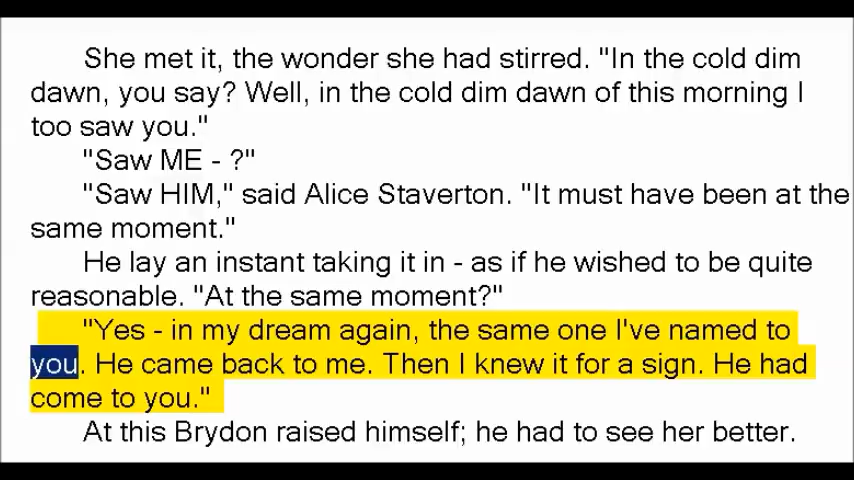 She met it, the wonder she had stirred. "In the cold dim
dawn, you say? Well, in the cold dim dawn of this morning I
too saw you."
"Saw ME - ?"
"Saw HIM," said Alice Staverton. "It must have been at the
same moment."
He lay an instant taking it in - as if he wished to be quite
reasonable. "At the same moment?"
"Yes - in my dream again, the same one I've named to
you. He came back to me. Then I knew it for a sign. He had
come to you."
At this Brydon raised himself; he had to see her better.